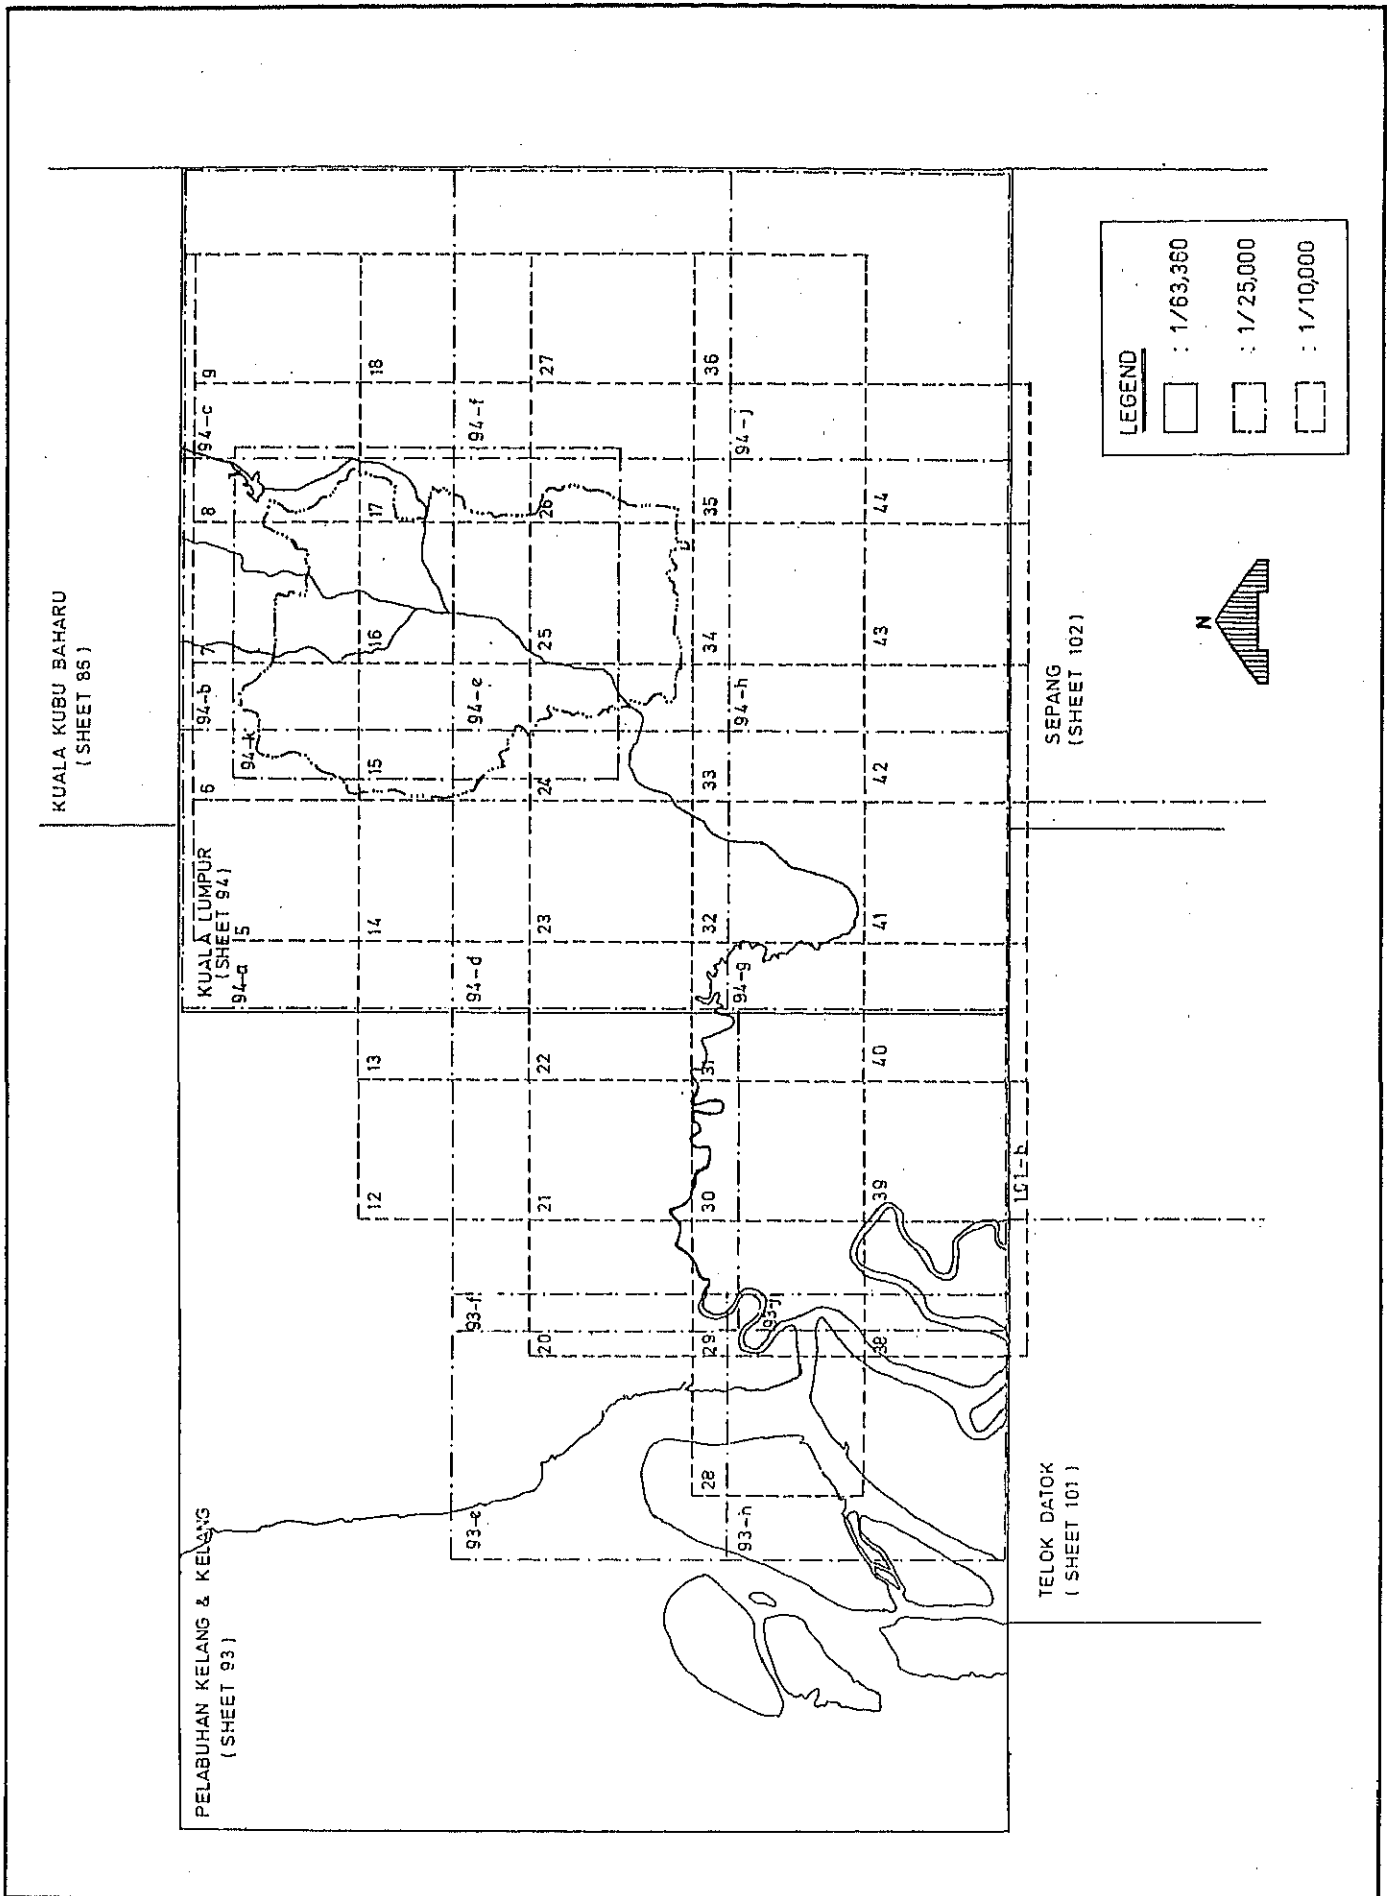 KUALA KUBU BAHARU
(SHEET 85)
PELABUHAN KELANG & KELANG
(SHEET 93)
KUALA LUMPUR
(SHEET 94)
94-a
5
6
94-b
7
8
94-c
9
94-k
12
13
14
15
16
17
18
93-e
93-f
94-d
94-e
94-f
20
21
22
23
24
25
26
27
28
29
30
31
32
33
34
35
36
93-h
93-j
94-g
94-h
94-j
38
39
40
41
42
43
44
101-b
TELOK DATOK
(SHEET 101)
SEPANG
(SHEET 102)
N
LEGEND
: 1/63,360
: 1/25,000
: 1/10,000